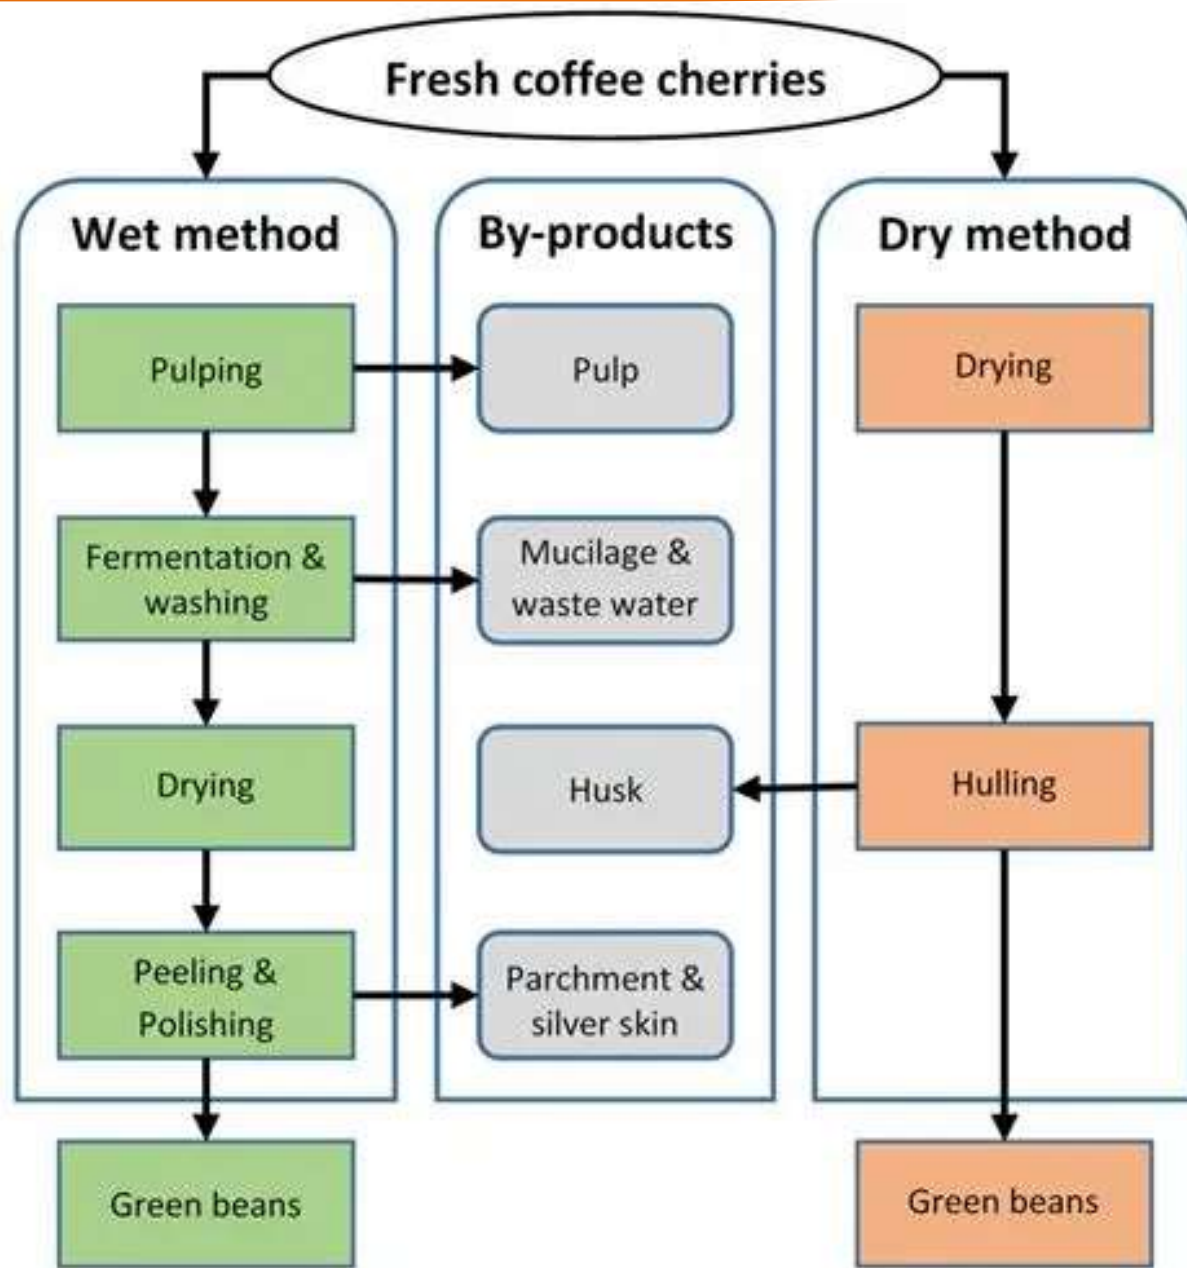 Fresh coffee cherries
Wet method
By-products
Dry method
Pulping
Pulp
Drying
Fermentation &
washing
Mucilage &
waste water
Drying
Husk
Hulling
Peeling &
Polishing
Parchment &
silver skin
Green beans
Green beans